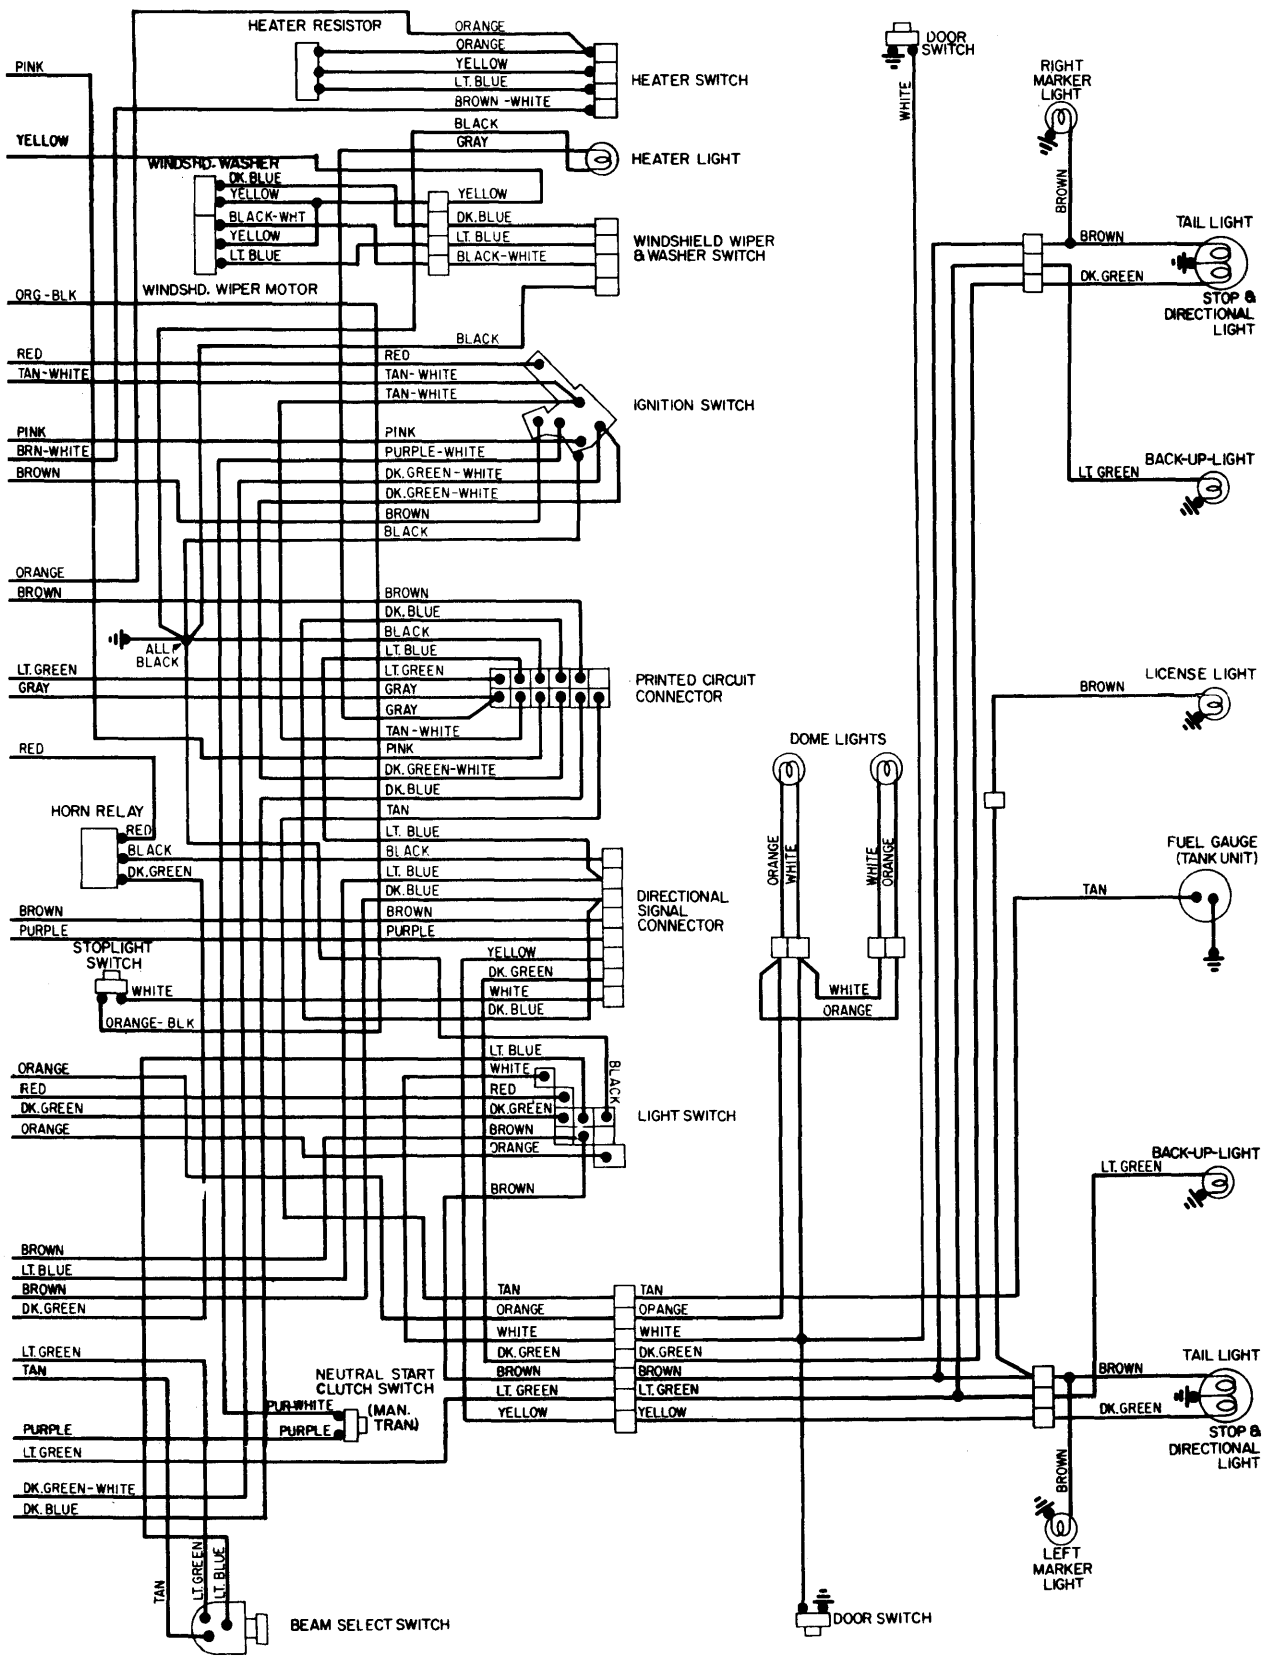 HEATER RESISTOR
ORANGE
ORANGE
YELLOW
LT.BLUE
BROWN -WHITE
HEATER SWITCH
PINK
DOOR
SWITCH
WHITE
RIGHT
MARKER
LIGHT
BROWN
BLACK
GRAY
HEATER LIGHT
YELLOW
WINDSHD. WASHER
DK.BLUE
YELLOW
BLACK-WHT
YELLOW
LT. BLUE
YELLOW
DK.BLUE
LT. BLUE
BLACK-WHITE
WINDSHIELD WIPER
& WASHER SWITCH
WINDSHD. WIPER MOTOR
BROWN
DK.GREEN
TAIL LIGHT
STOP &
DIRECTIONAL
LIGHT
ORG-BLK
BLACK
RED
TAN-WHITE
RED
TAN-WHITE
TAN-WHITE
IGNITION SWITCH
PINK
BRN-WHITE
BROWN
PINK
PURPLE-WHITE
DK.GREEN-WHITE
DK.GREEN-WHITE
BROWN
BLACK
BACK-UP-LIGHT
LT GREEN
ORANGE
BROWN
BROWN
DK.BLUE
BLACK
LT. BLUE
LT.GREEN
GRAY
GRAY
TAN-WHITE
PINK
DK.GREEN-WHITE
DK.BLUE
TAN
ALL
BLACK
LT.GREEN
GRAY
PRINTED CIRCUIT
CONNECTOR
LICENSE LIGHT
BROWN
RED
DOME LIGHTS
ORANGE
WHITE
WHITE
ORANGE
HORN RELAY
RED
BLACK
DK.GREEN
LT. BLUE
BLACK
LT. BLUE
DK.BLUE
BROWN
PURPLE
YELLOW
DK. GREEN
WHITE
DK.BLUE
DIRECTIONAL
SIGNAL
CONNECTOR
FUEL GAUGE
(TANK UNIT)
TAN
BROWN
PURPLE
STOPLIGHT
SWITCH
WHITE
ORANGE-BLK
WHITE
ORANGE
ORANGE
RED
DK.GREEN
ORANGE
LT. BLUE
WHITE
RED
DK.GREEN
BROWN
ORANGE
BROWN
BLACK
LIGHT SWITCH
BACK-UP-LIGHT
LT. GREEN
BROWN
LT.BLUE
BROWN
DK.GREEN
TAN
ORANGE
WHITE
DK.GREEN
BROWN
LT.GREEN
YELLOW
TAN
ORANGE
WHITE
DK.GREEN
BROWN
LT.GREEN
YELLOW
LT.GREEN
TAN
NEUTRAL START
CLUTCH SWITCH
(MAN.
TRAN)
PUR-WHITE
PURPLE
PURPLE
LT.GREEN
DK.GREEN-WHITE
DK. BLUE
BROWN
DK.GREEN
TAIL LIGHT
STOP &
DIRECTIONAL
LIGHT
BROWN
LEFT
MARKER
LIGHT
TAN
LT.GREEN
LT. BLUE
BEAM SELECT SWITCH
DOOR SWITCH